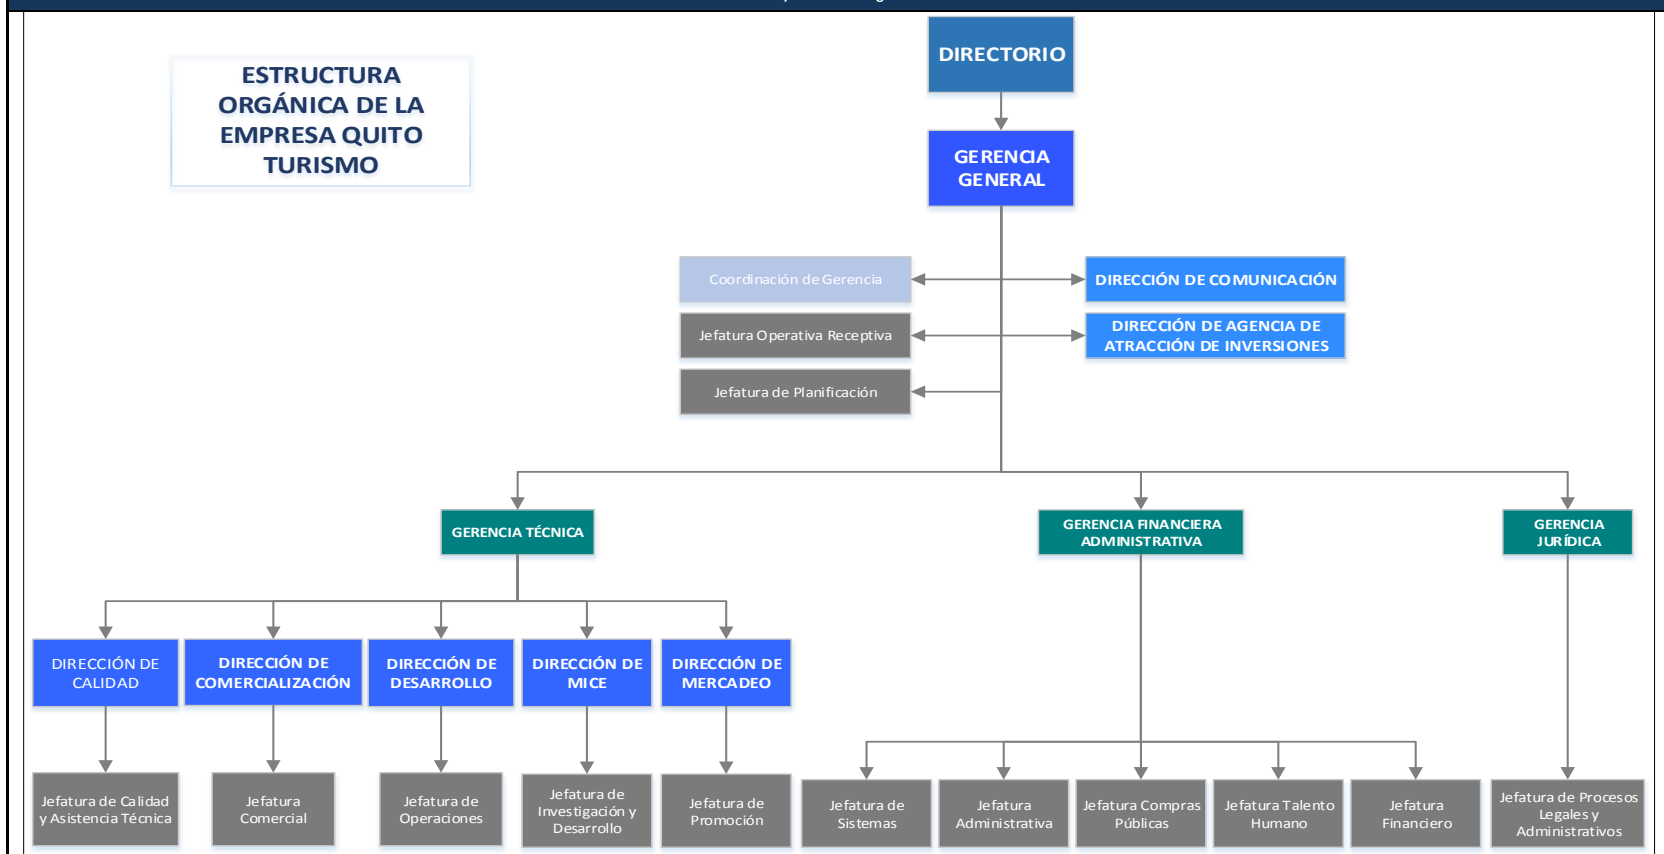 DIRECTORIO
ESTRUCTURA
ORGÁNICA DE LA
EMPRESA QUITO
TURISMO
GERENCIA
GENERAL
Coordinación de Gerencia
DIRECCIÓN DE COMUNICACIÓN
Jefatura Operativa Receptiva
DIRECCIÓN DE AGENCIA DE
ATRACCIÓN DE INVERSIONES
Jefatura de Planificación
GERENCIA TÉCNICA
GERENCIA FINANCIERA
ADMINISTRATIVA
GERENCIA
JURÍDICA
DIRECCIÓN DE
CALIDAD
DIRECCIÓN DE
COMERCIALIZACIÓN
DIRECCIÓN DE
DESARROLLO
DIRECCIÓN DE
MICE
DIRECCIÓN DE
MERCADEO
Jefatura de Calidad
y Asistencia Técnica
Jefatura
Comercial
Jefatura de
Operaciones
Jefatura de
Investigación y
Desarrollo
Jefatura de
Promoción
Jefatura de
Sistemas
Jefatura
Administrativa
Jefatura Compras
Públicas
Jefatura Talento
Humano
Jefatura
Financiero
Jefatura de Procesos
Legales y
Administrativos